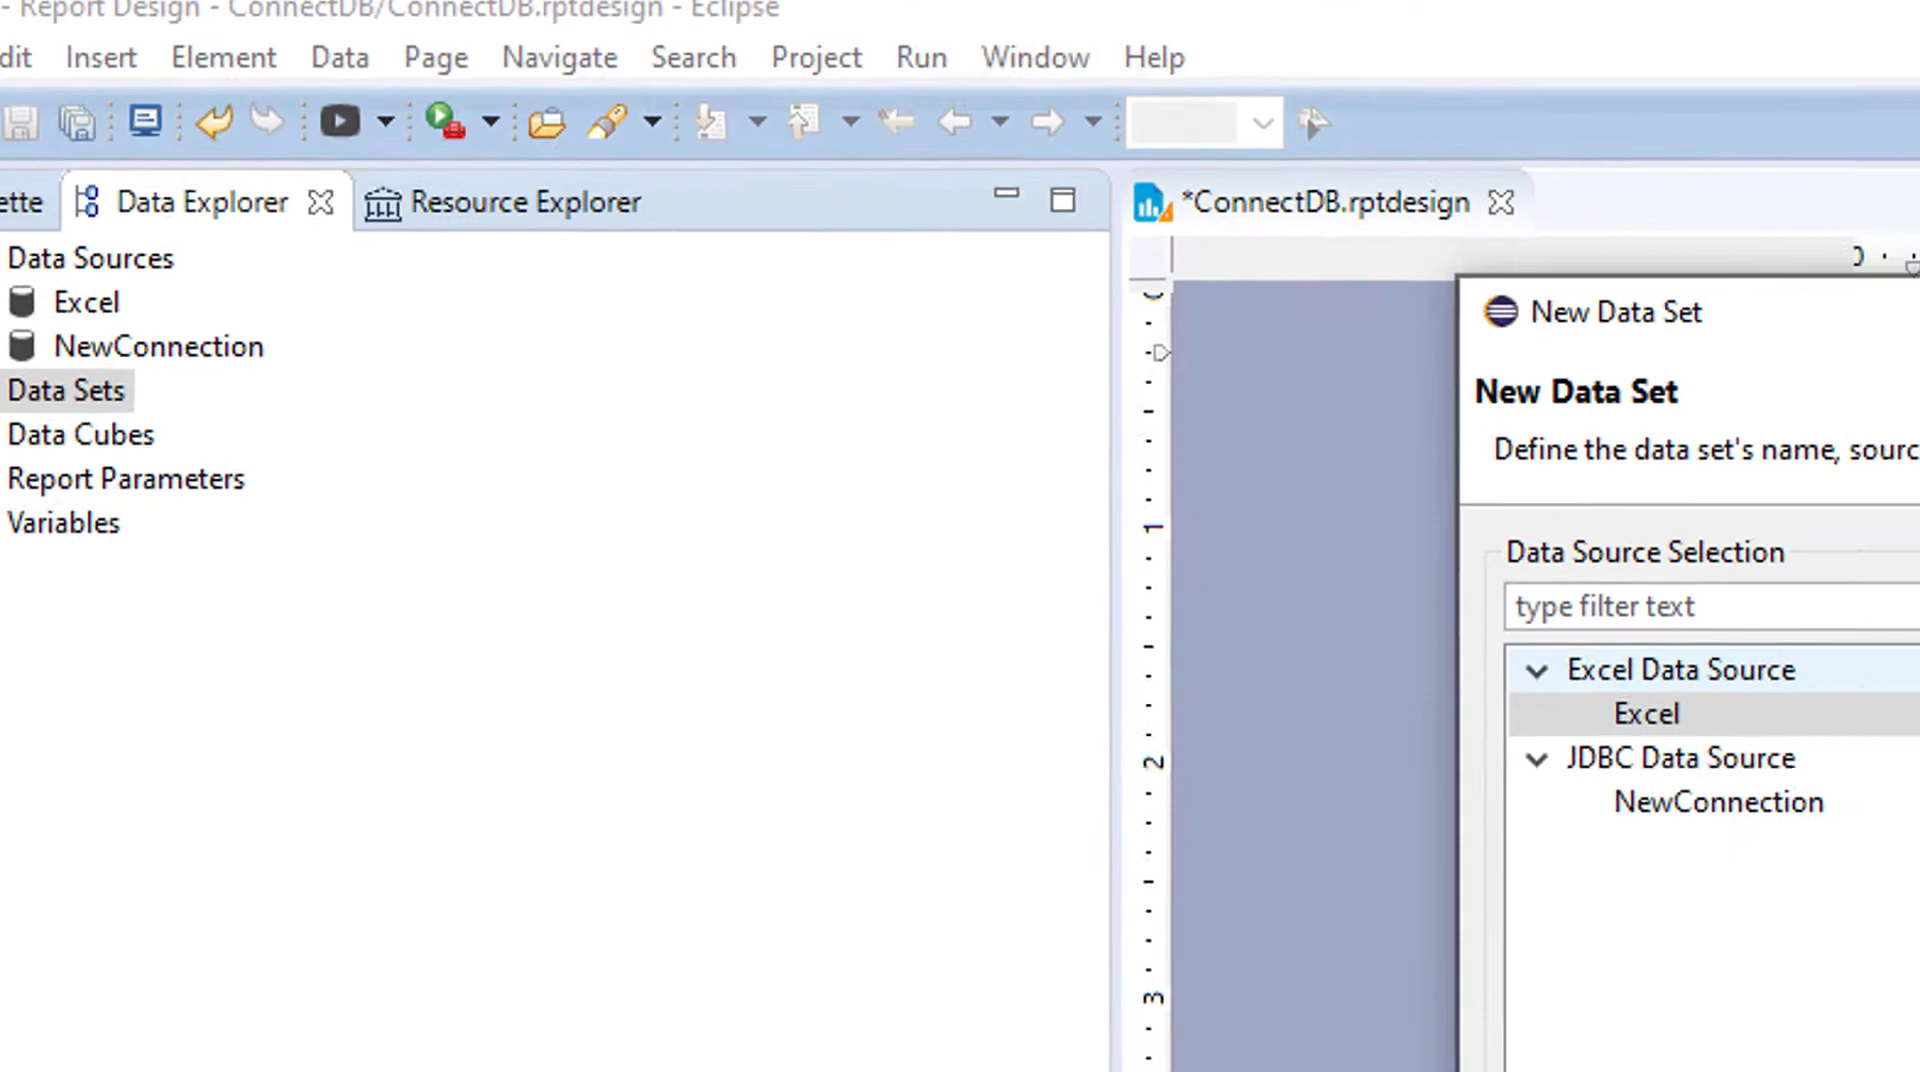 - Report Design - ConnectDB/ConnectDB.rptdesign - Eclipse
dit Insert Element Data Page Navigate Search Project Run Window Help
ette Data Explorer Resource Explorer
*ConnectDB.rptdesign
Data Sources
Excel
NewConnection
Data Sets
Data Cubes
Report Parameters
Variables
0
1
2
3
New Data Set
New Data Set
Define the data set's name, sourc
Data Source Selection
type filter text
Excel Data Source
Excel
JDBC Data Source
NewConnection